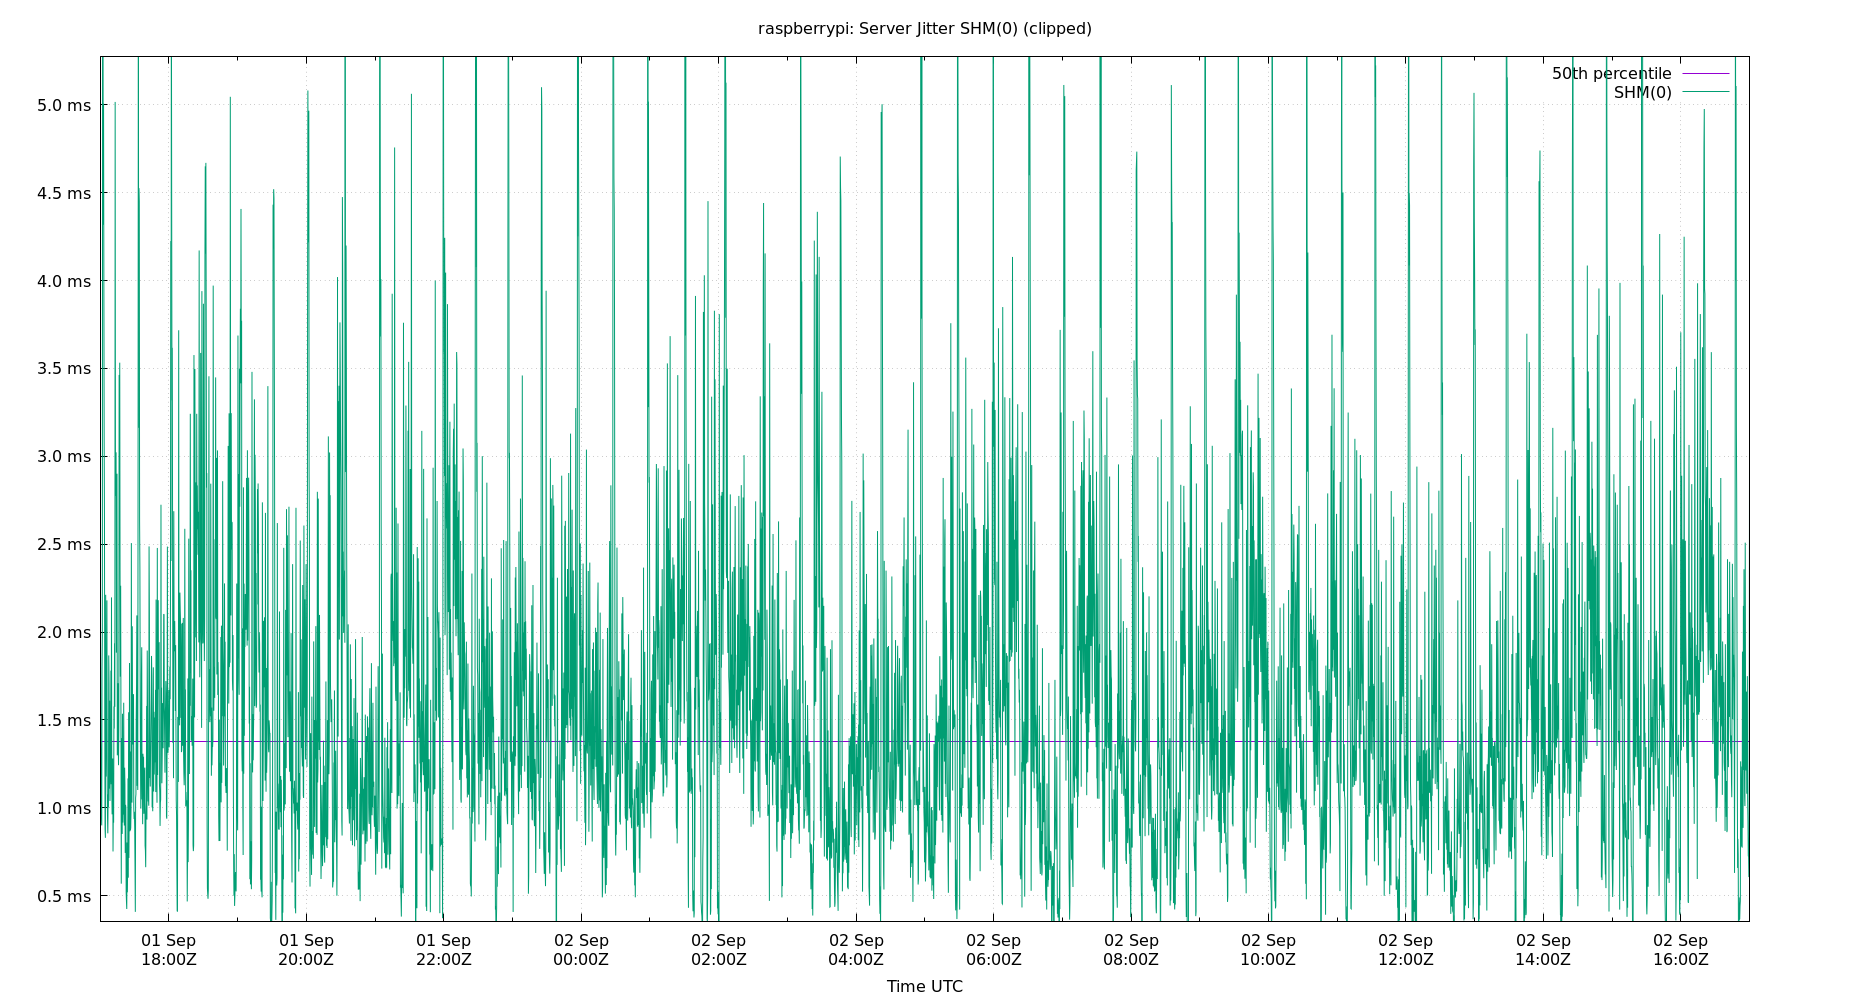 raspberrypi: Server Jitter SHM(0) (clipped)
50th percentile
SHM(0)
5.0 ms
4.5 ms
4.0 ms
3.5 ms
3.0 ms
2.5 ms
2.0 ms
1.5 ms
1.0 ms
0.5 ms
01 Sep 01 Sep 01 Sep 02 Sep 02 Sep 02 Sep 02 Sep 02 Sep 02 Sep 02 Sep 02 Sep 02 Sep
18:00Z 20:00Z 22:00Z 00:00Z 02:00Z 04:00Z 06:00Z 08:00Z 10:00Z 12:00Z 14:00Z 16:00Z
Time UTC